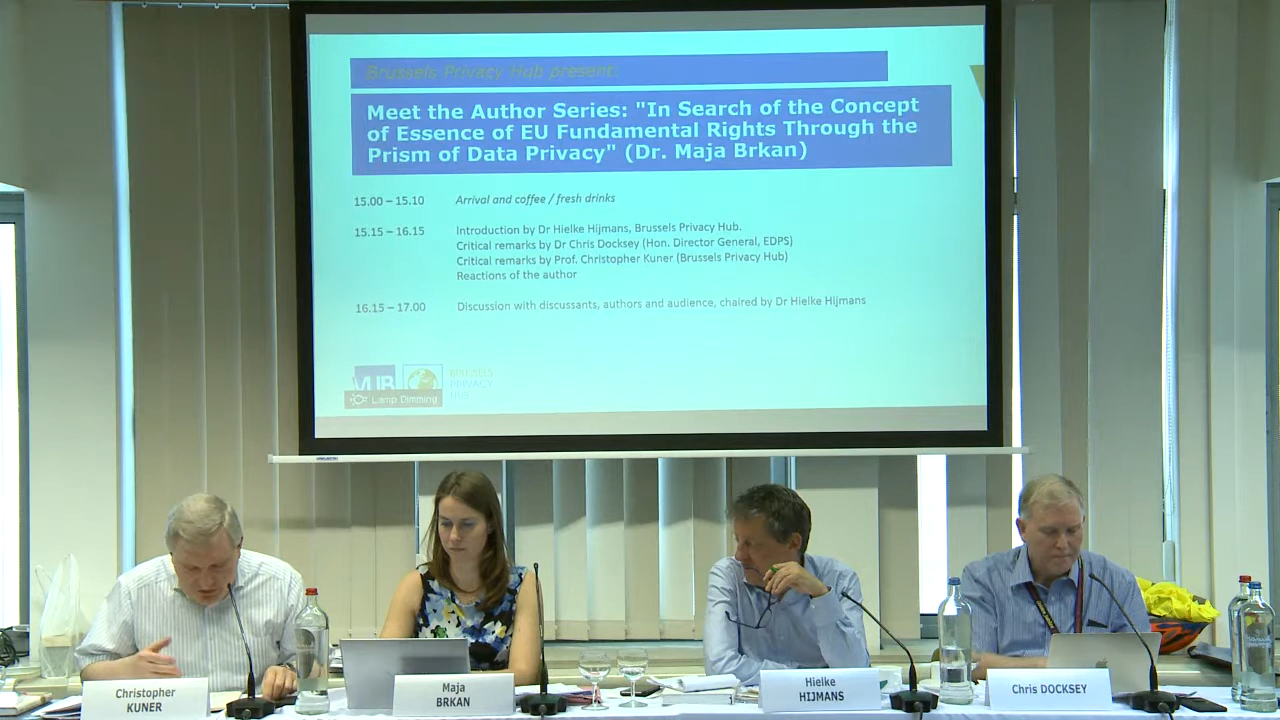 Brussels Privacy Hub present:
Meet the Author Series: "In Search of the Concept
of Essence of EU Fundamental Rights Through the
Prism of Data Privacy" (Dr. Maja Brkan)
15.00 – 15.10 Arrival and coffee / fresh drinks
15.15 – 16.15 Introduction by Dr Hielke Hijmans, Brussels Privacy Hub.
Critical remarks by Dr Chris Docksey (Hon. Director General, EDPS)
Critical remarks by Prof. Christopher Kuner (Brussels Privacy Hub)
Reactions of the author
16.15 – 17.00 Discussion with discussants, authors and audience, chaired by Dr Hielke Hijmans
VUB
BRUSSELS
PRIVACY
HUB
Lamp Dimming
Christopher
KUNER
Maja
BRKAN
Hielke
HIJMANS
Chris DOCKSEY